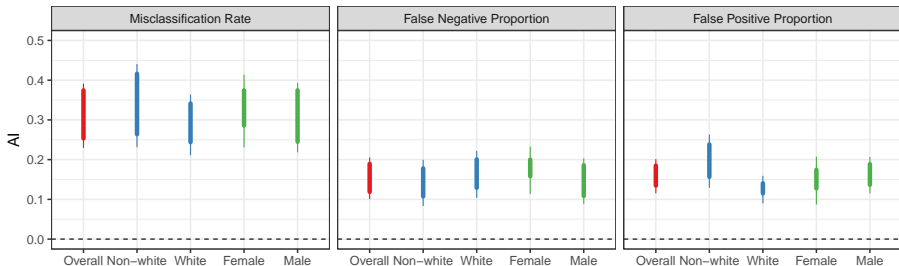 Misclassification Rate
False Negative Proportion
False Positive Proportion
AI
0.5
0.4
0.3
0.2
0.1
0.0
Overall Non−white White Female Male
Overall Non−white White Female Male
Overall Non−white White Female Male